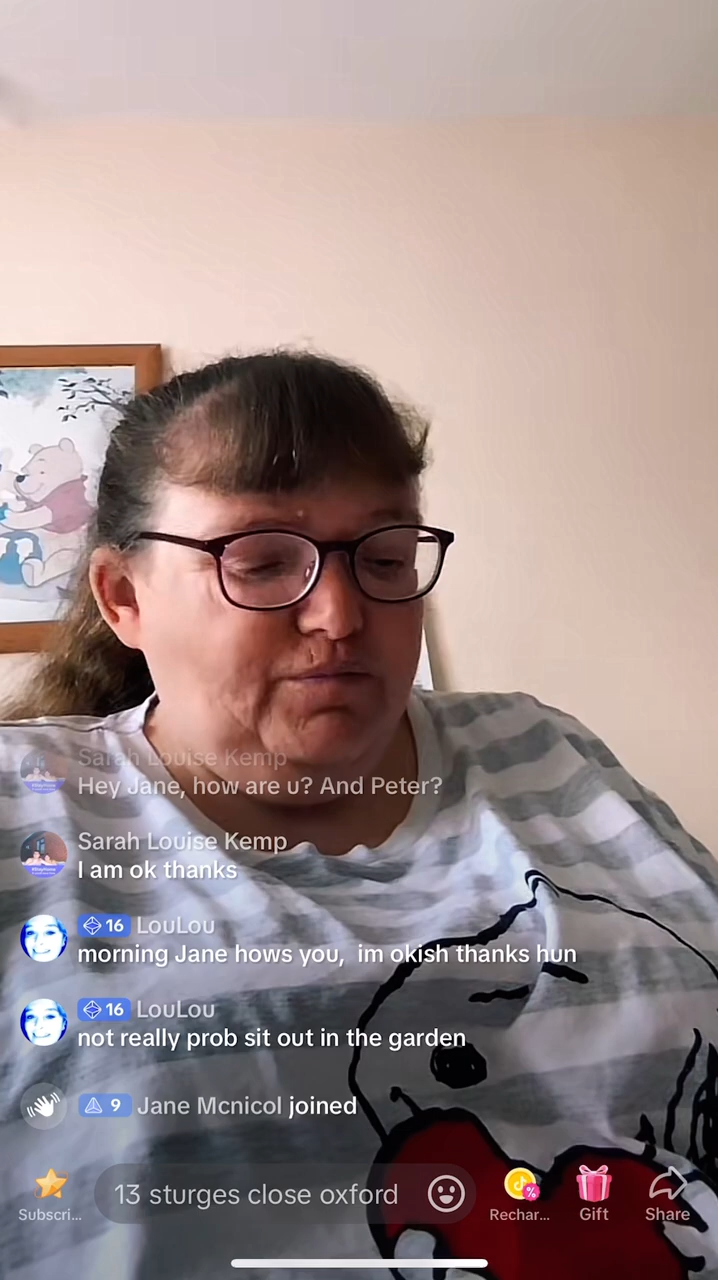 Sarah Louise Kemp
Hey Jane, how are u? And Peter?
Sarah Louise Kemp
I am ok thanks
16 LouLou
morning Jane hows you, im okish thanks hun
16 LouLou
not really prob sit out in the garden
9 Jane Mcnicol joined
13 sturges close oxford
Subscri... Rechar... Gift Share